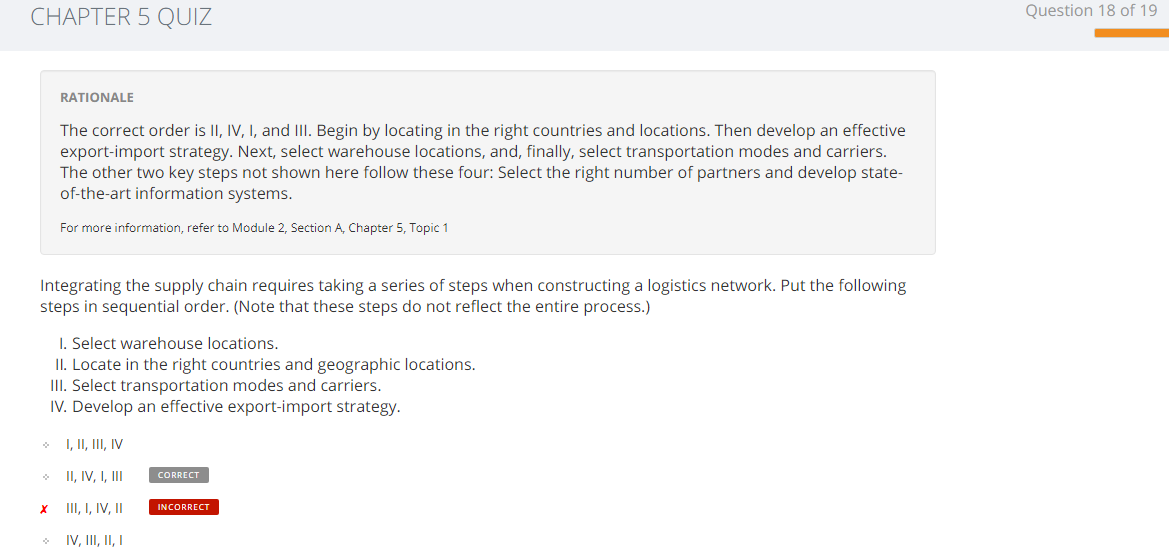 CHAPTER 5 QUIZ
Question 18 of 19
RATIONALE
The correct order is II, IV, I, and III. Begin by locating in the right countries and locations. Then develop an effective
export-import strategy. Next, select warehouse locations, and, finally, select transportation modes and carriers.
The other two key steps not shown here follow these four: Select the right number of partners and develop state-
of-the-art information systems.
For more information, refer to Module 2, Section A, Chapter 5, Topic 1
Integrating the supply chain requires taking a series of steps when constructing a logistics network. Put the following
steps in sequential order. (Note that these steps do not reflect the entire process.)
I. Select warehouse locations.
II. Locate in the right countries and geographic locations.
III. Select transportation modes and carriers.
IV. Develop an effective export-import strategy.
I, II, III, IV
II, IV, I, III CORRECT
✗ III, I, IV, II INCORRECT
IV, III, II, I